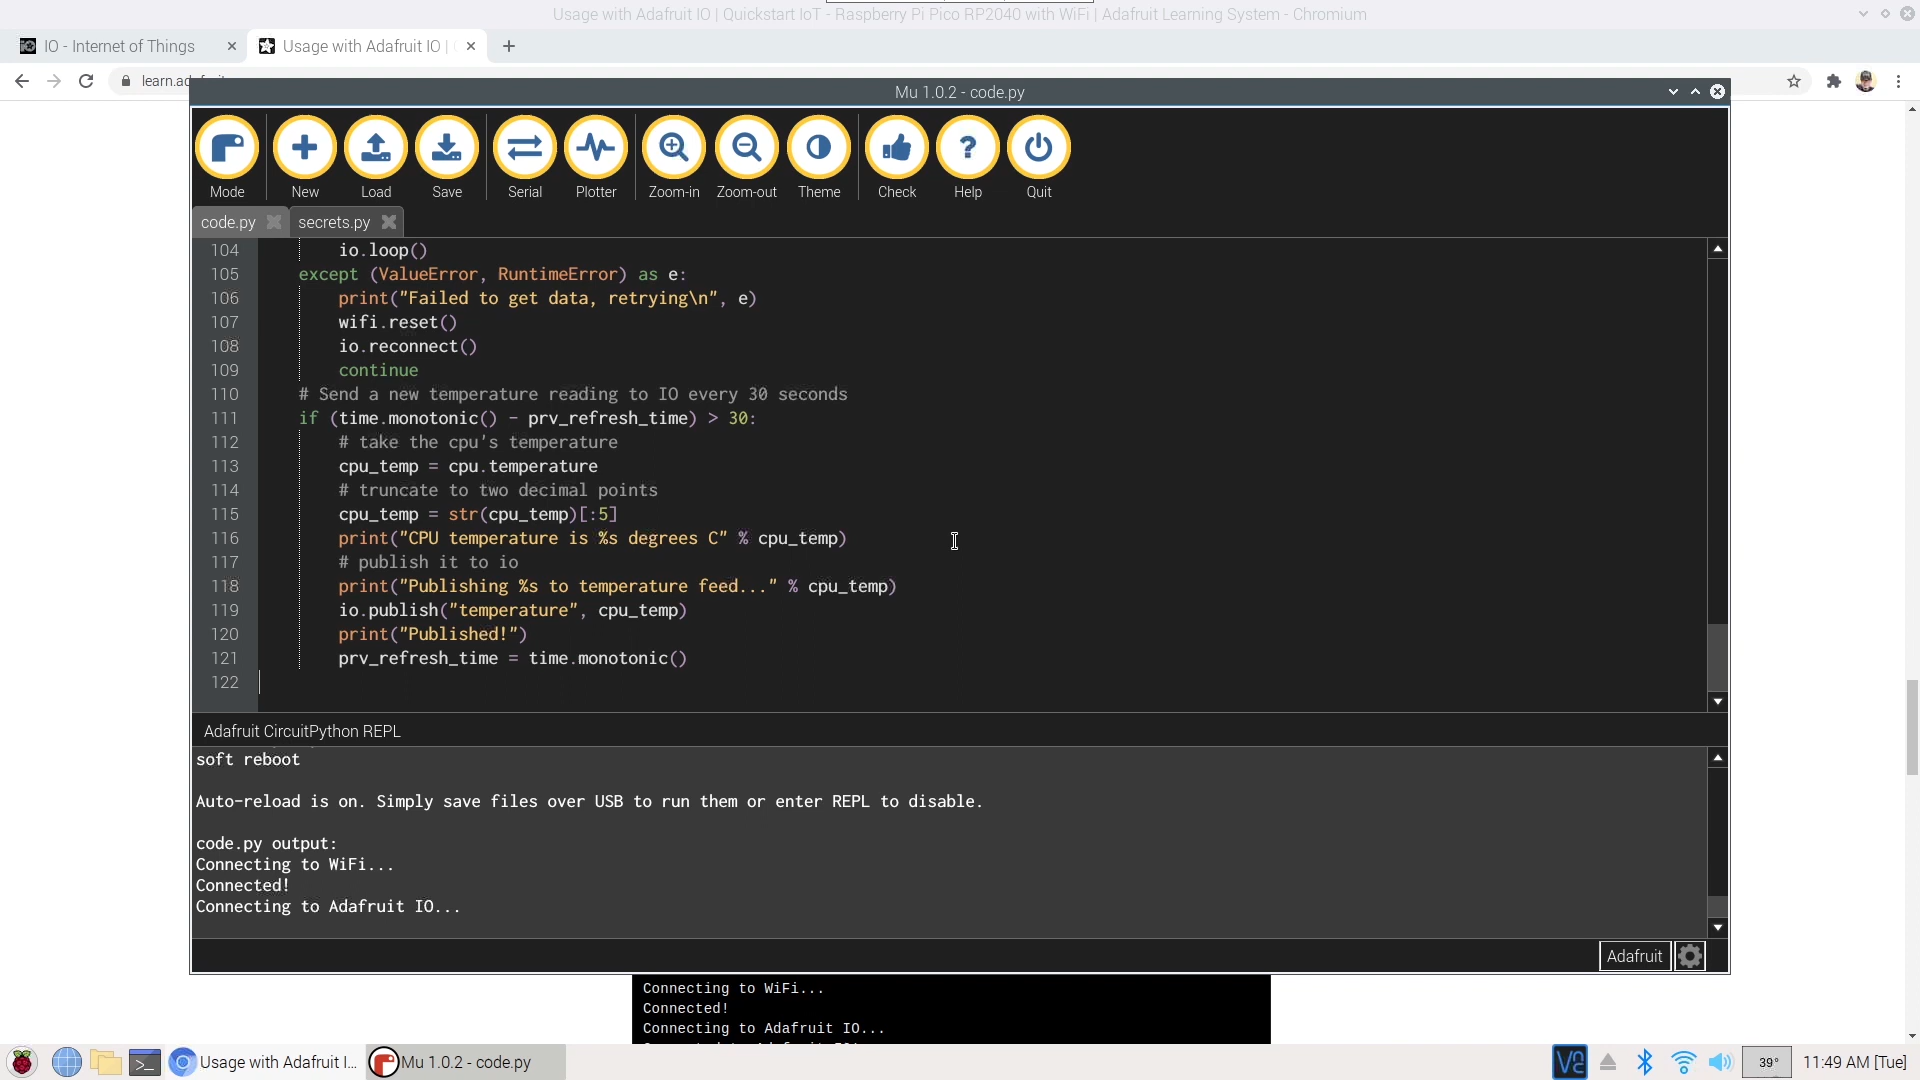 Usage with Adafruit IO | Quickstart IoT - Raspberry Pi Pico RP2040 with WiFi | Adafruit Learning System - Chromium
IO - Internet of Things
Usage with Adafruit IO |
Mu 1.0.2 - code.py
Mode
New
Load
Save
Serial
Plotter
Zoom-in
Zoom-out
Theme
Check
Help
Quit
code.py
secrets.py
104 io.loop()
105 except (ValueError, RuntimeError) as e:
106 print("Failed to get data, retrying\n", e)
107 wifi.reset()
108 io.reconnect()
109 continue
110 # Send a new temperature reading to IO every 30 seconds
111 if (time.monotonic() - prv_refresh_time) > 30:
112 # take the cpu's temperature
113 cpu_temp = cpu.temperature
114 # truncate to two decimal points
115 cpu_temp = str(cpu_temp)[:5]
116 print("CPU temperature is %s degrees C" % cpu_temp)
117 # publish it to io
118 print("Publishing %s to temperature feed..." % cpu_temp)
119 io.publish("temperature", cpu_temp)
120 print("Published!")
121 prv_refresh_time = time.monotonic()
122
Adafruit CircuitPython REPL
soft reboot
Auto-reload is on. Simply save files over USB to run them or enter REPL to disable.
code.py output:
Connecting to WiFi...
Connected!
Connecting to Adafruit IO...
Adafruit
Connecting to WiFi...
Connected!
Connecting to Adafruit IO...
Usage with Adafruit I...
Mu 1.0.2 - code.py
39°
11:49 AM [Tue]